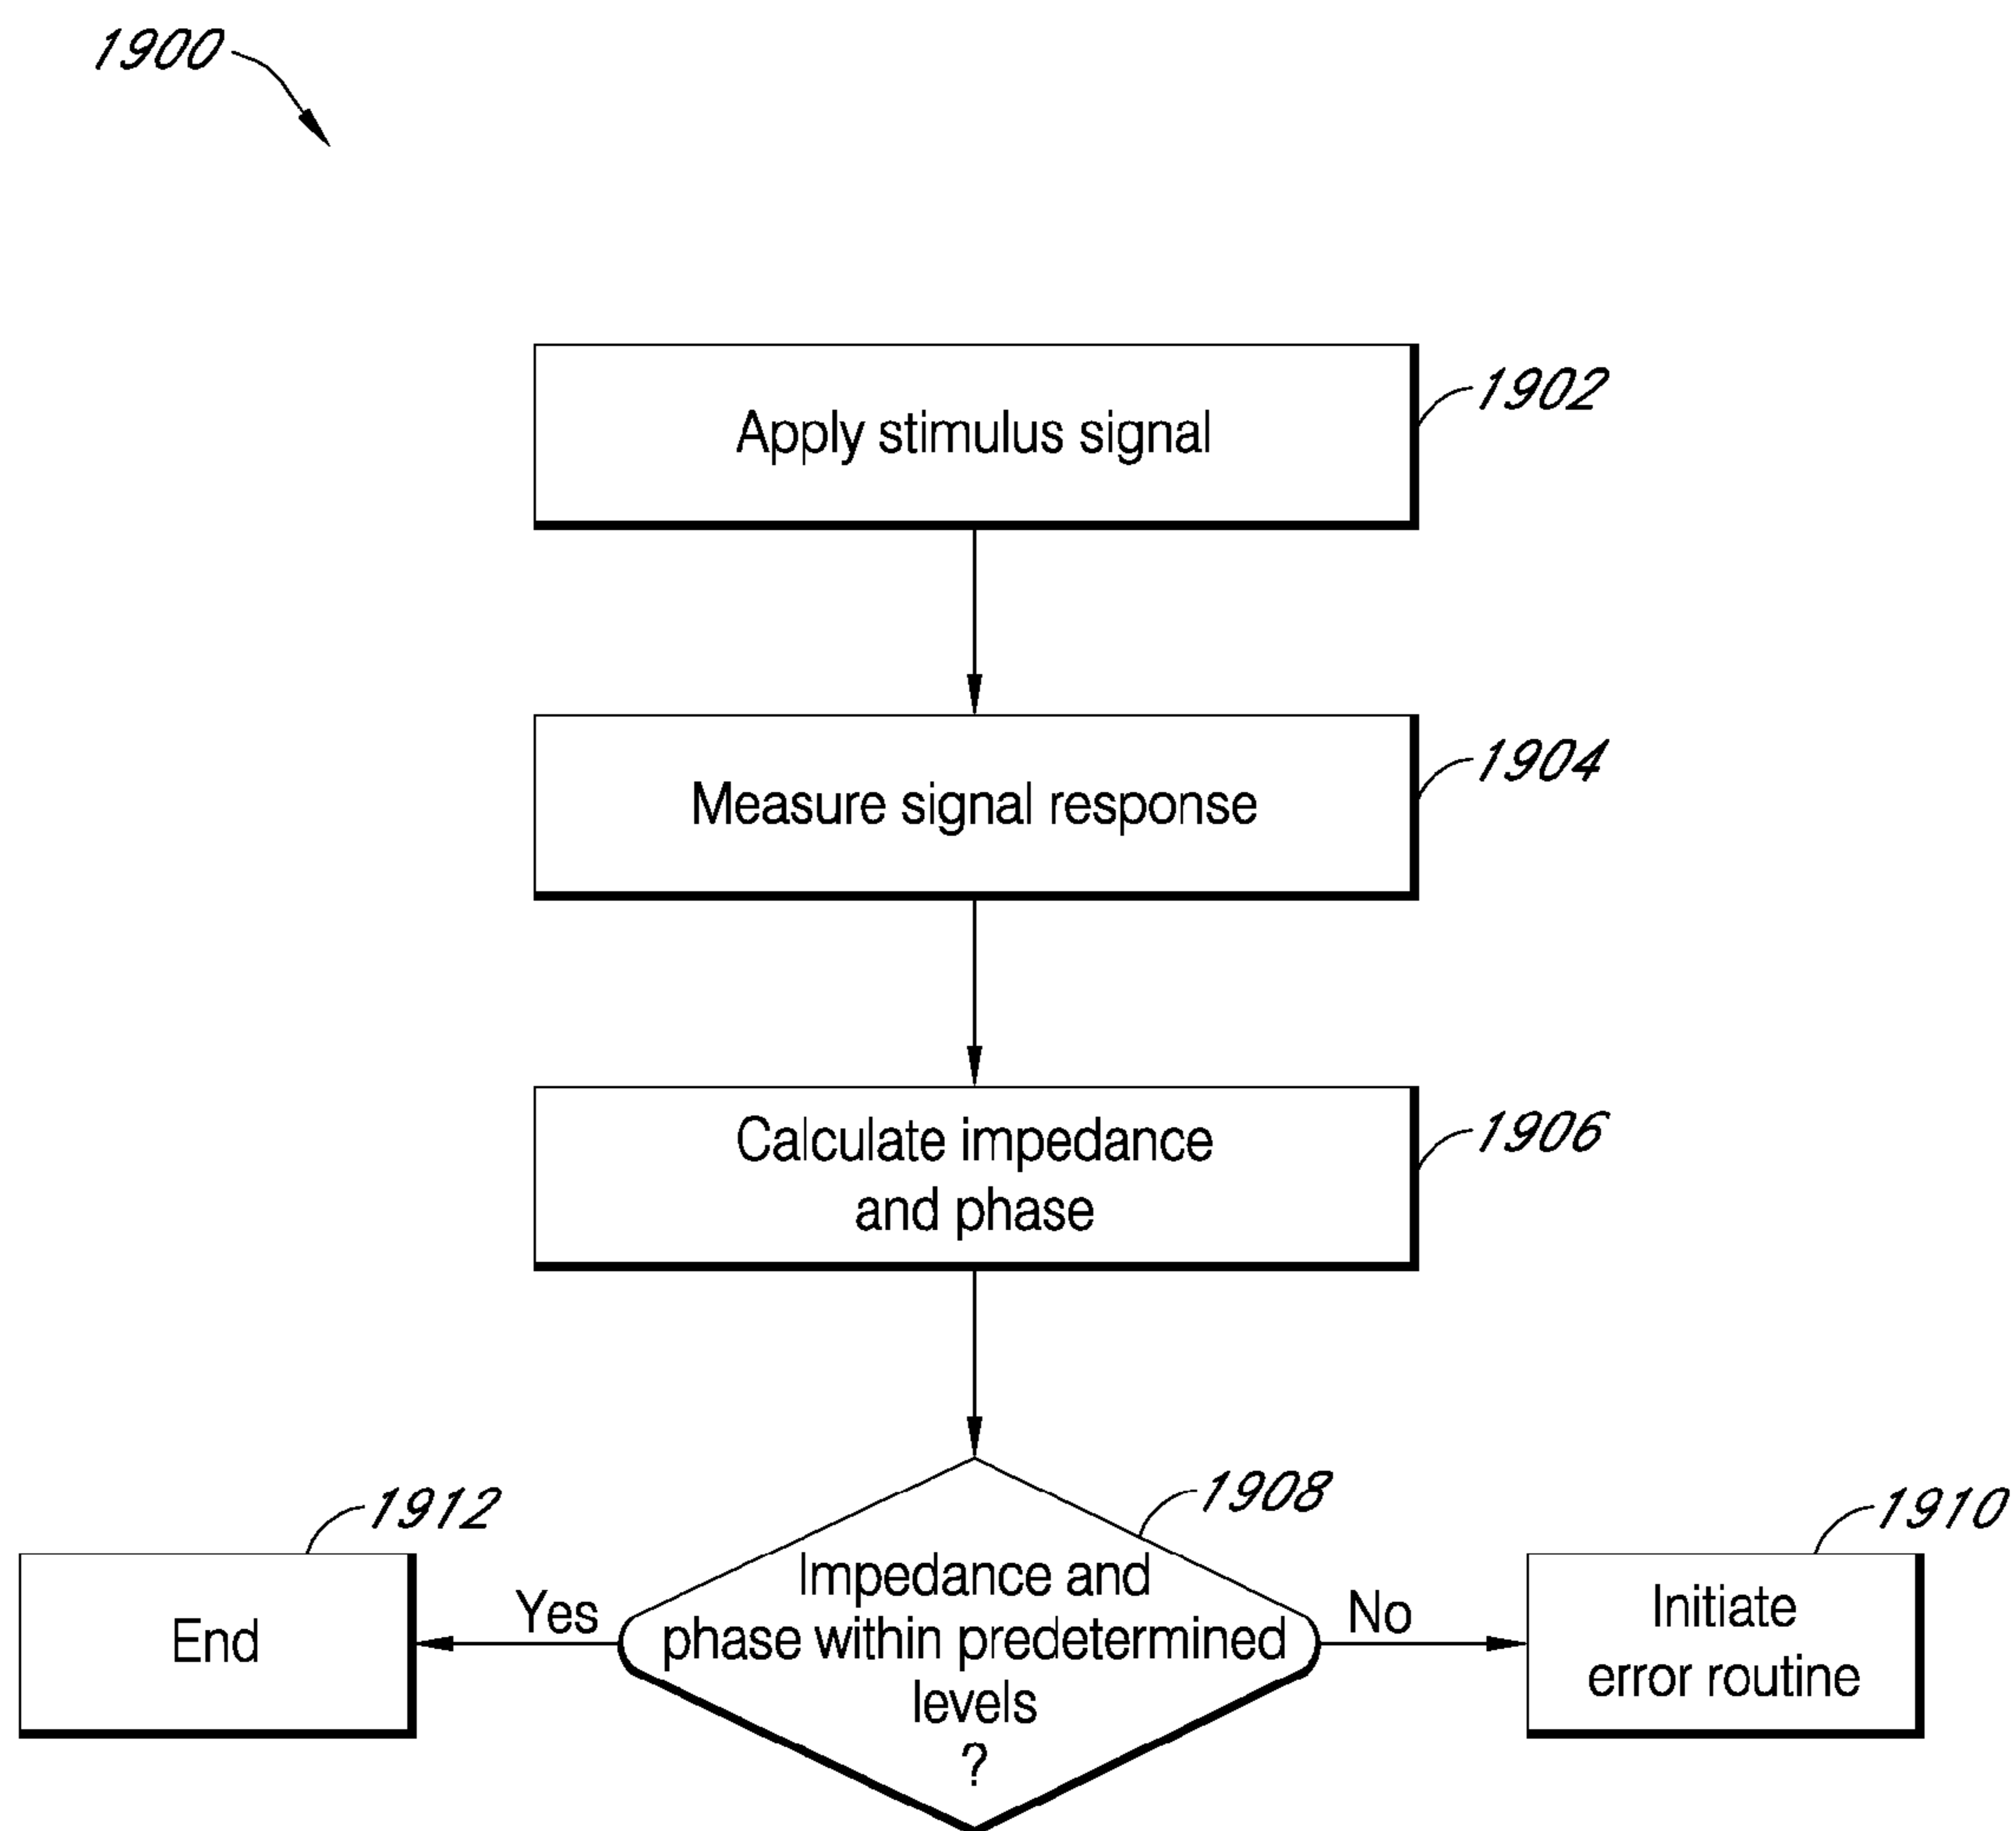 1900
Apply stimulus signal
1902
Measure signal response
1904
Calculate impedance
and phase
1906
1908
Impedance and
phase within predetermined
levels
?
Yes
No
1912
End
1910
Initiate
error routine